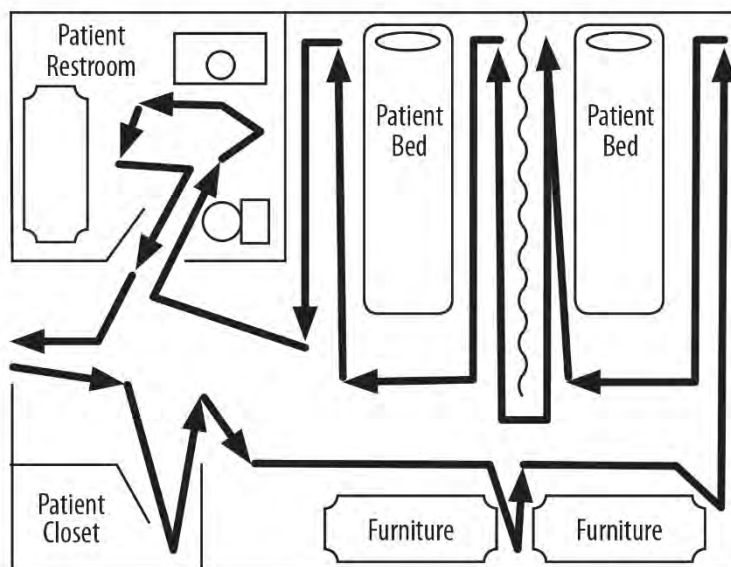 Patient
Restroom
Patient
Bed
Patient
Bed
Patient
Closet
Furniture
Furniture